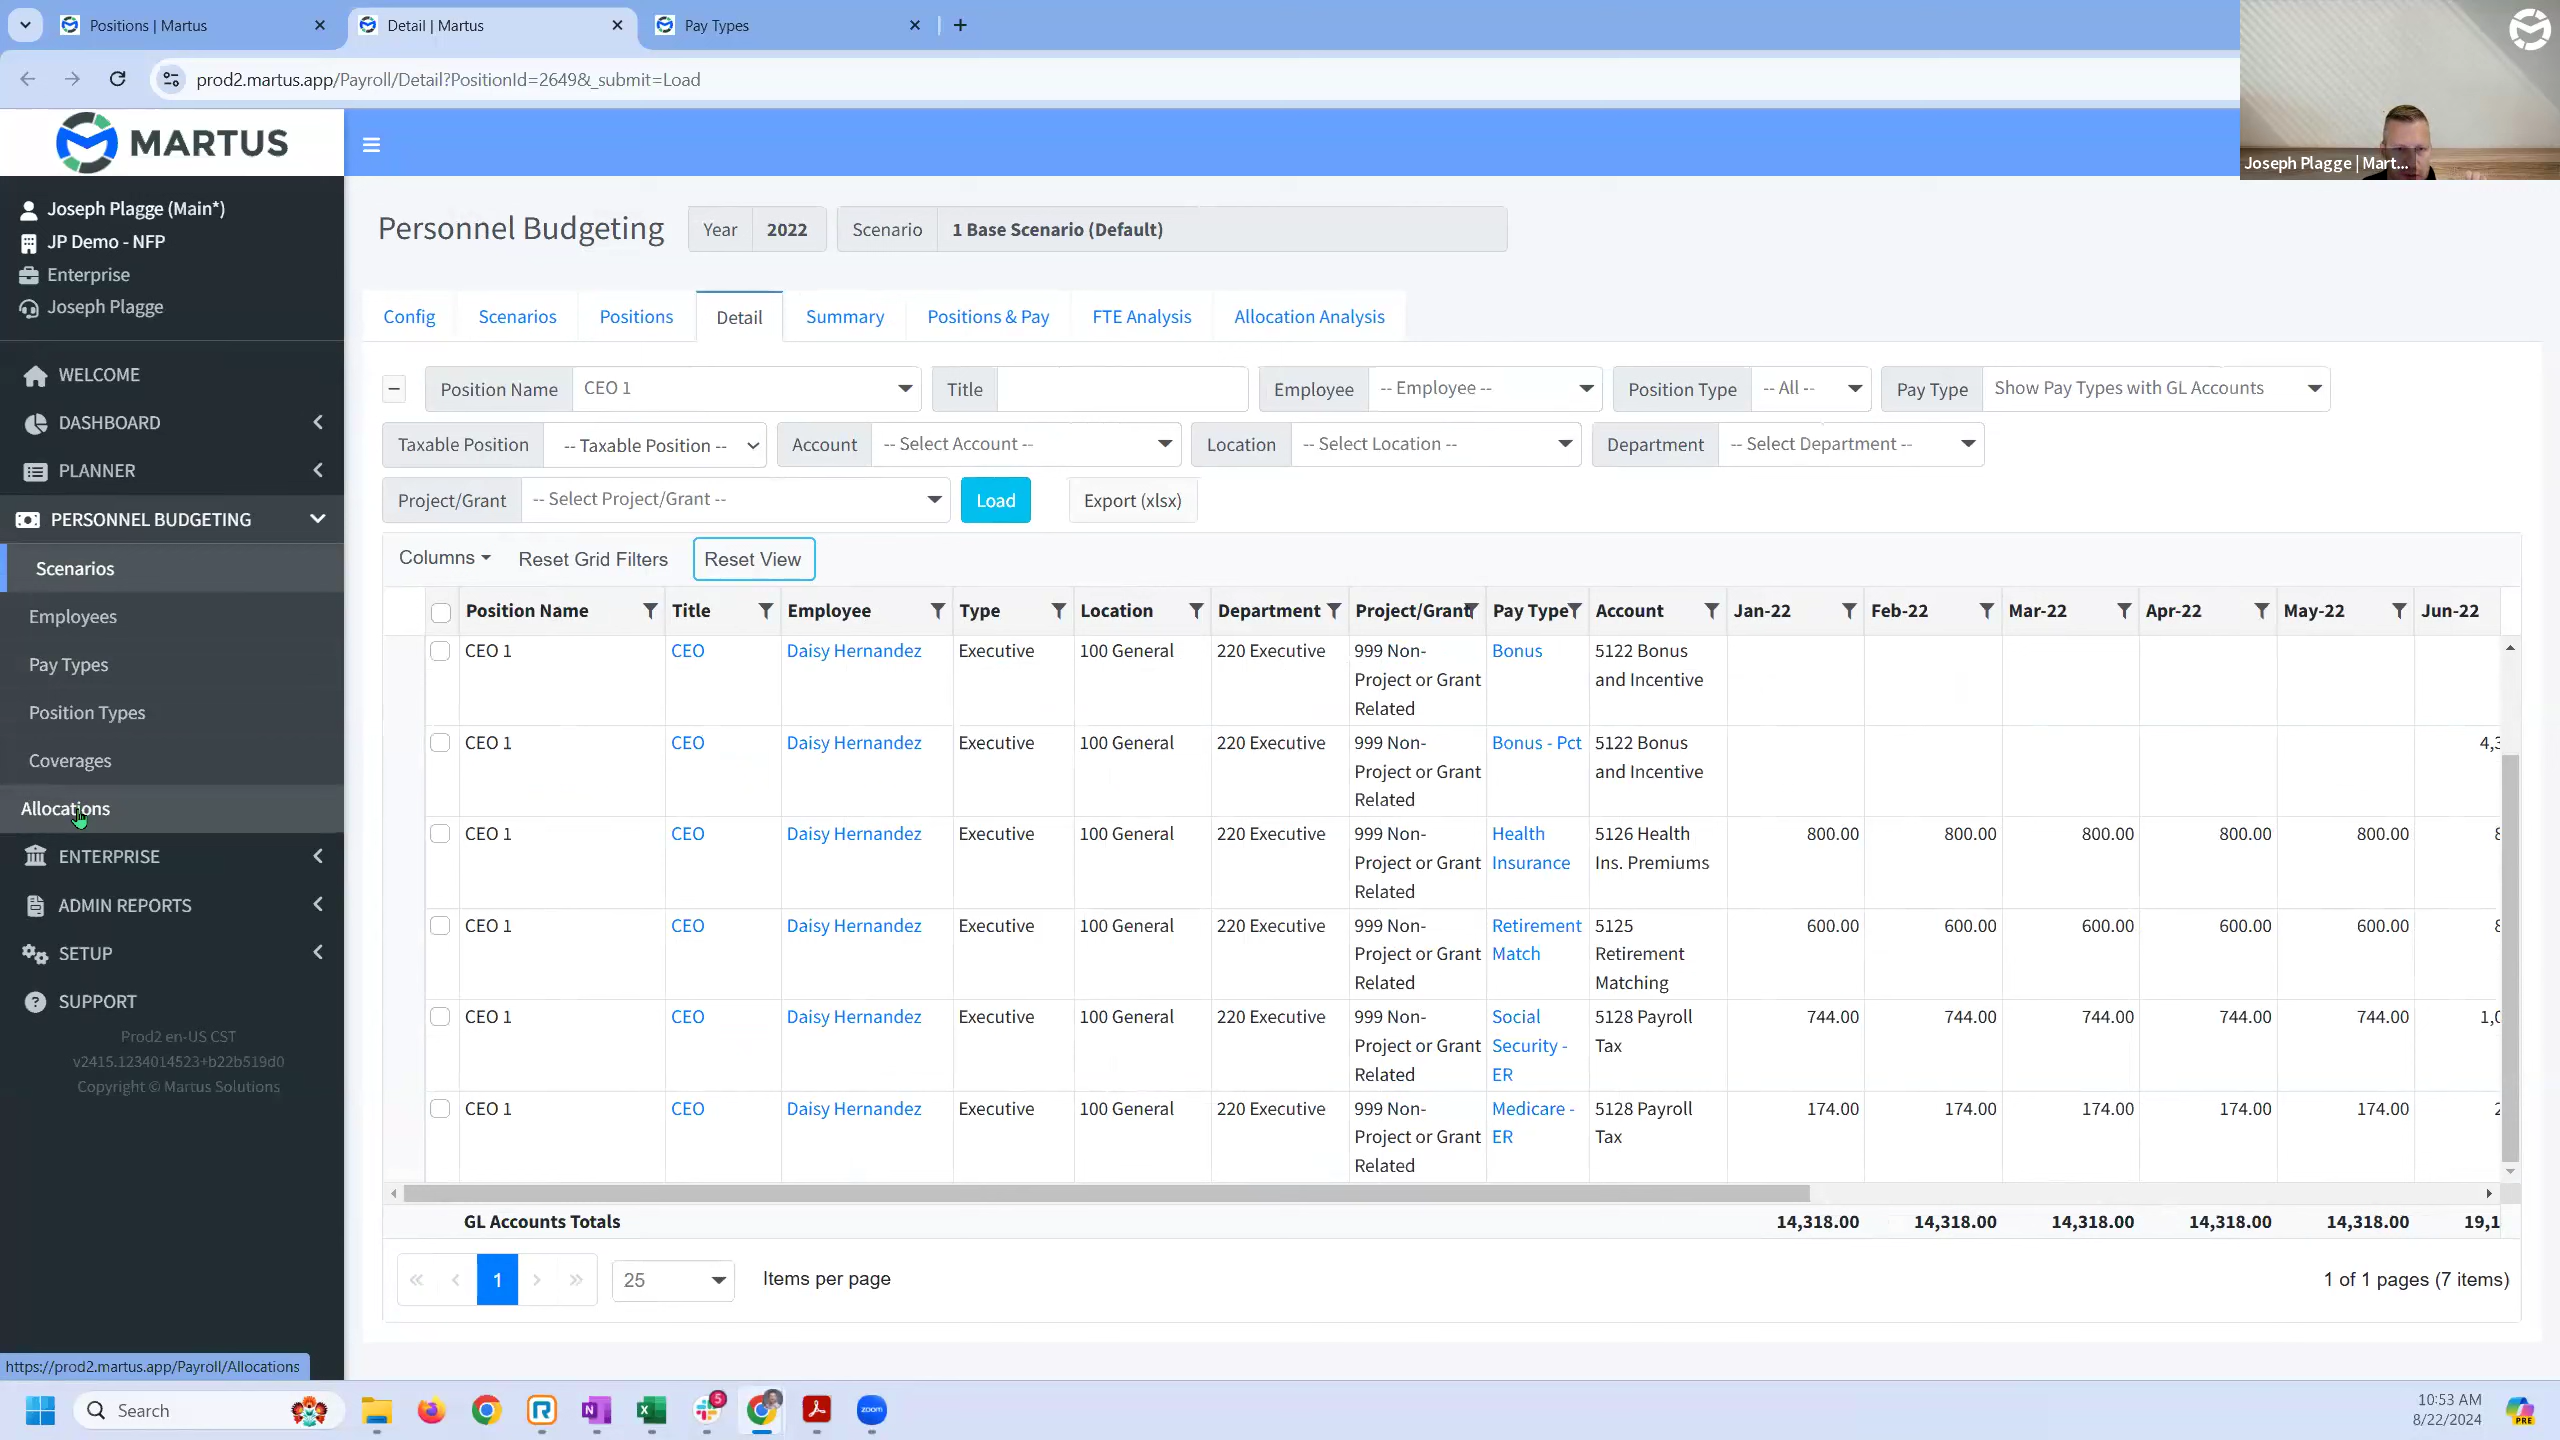 Positions | Martus
Detail | Martus
Pay Types
prod2.martus.app/Payroll/Detail?PositionId=2649&_submit=Load
Joseph Plagge | Mart...
MARTUS
Joseph Plagge (Main*)
JP Demo - NFP
Enterprise
Joseph Plagge
WELCOME
DASHBOARD
PLANNER
PERSONNEL BUDGETING
Scenarios
Employees
Pay Types
Position Types
Coverages
Allocations
ENTERPRISE
ADMIN REPORTS
SETUP
SUPPORT
Prod2 en-US CST
v2415.1234014523+b22b519d0
Copyright © Martus Solutions
https://prod2.martus.app/Payroll/Allocations
Personnel Budgeting Year 2022 Scenario 1 Base Scenario (Default)
Config Scenarios Positions Detail Summary Positions & Pay FTE Analysis Allocation Analysis
Position Name CEO 1 Title Employee -- Employee -- Position Type -- All -- Pay Type Show Pay Types with GL Accounts
Taxable Position -- Taxable Position -- Account -- Select Account -- Location -- Select Location -- Department -- Select Department --
Project/Grant -- Select Project/Grant -- Load Export (xlsx)
Columns Reset Grid Filters Reset View
Position Name Title Employee Type Location Department Project/Grant Pay Type Account Jan-22 Feb-22 Mar-22 Apr-22 May-22 Jun-22
CEO 1 CEO Daisy Hernandez Executive 100 General 220 Executive 999 Non- Bonus 5122 Bonus
Project or Grant and Incentive
Related
CEO 1 CEO Daisy Hernandez Executive 100 General 220 Executive 999 Non- Bonus - Pct 5122 Bonus 4,3
Project or Grant and Incentive
Related
CEO 1 CEO Daisy Hernandez Executive 100 General 220 Executive 999 Non- Health 5126 Health 800.00 800.00 800.00 800.00 800.00
Project or Grant Insurance Ins. Premiums
Related
CEO 1 CEO Daisy Hernandez Executive 100 General 220 Executive 999 Non- Retirement 5125 600.00 600.00 600.00 600.00 600.00
Project or Grant Match Retirement
Related Matching
CEO 1 CEO Daisy Hernandez Executive 100 General 220 Executive 999 Non- Social 5128 Payroll 744.00 744.00 744.00 744.00 744.00 1,0
Project or Grant Security - Tax
Related ER
CEO 1 CEO Daisy Hernandez Executive 100 General 220 Executive 999 Non- Medicare - 5128 Payroll 174.00 174.00 174.00 174.00 174.00 2
Project or Grant ER Tax
Related
GL Accounts Totals 14,318.00 14,318.00 14,318.00 14,318.00 14,318.00 19,1
1 25 Items per page 1 of 1 pages (7 items)
Search
5
zoom
10:53 AM
8/22/2024
PRE